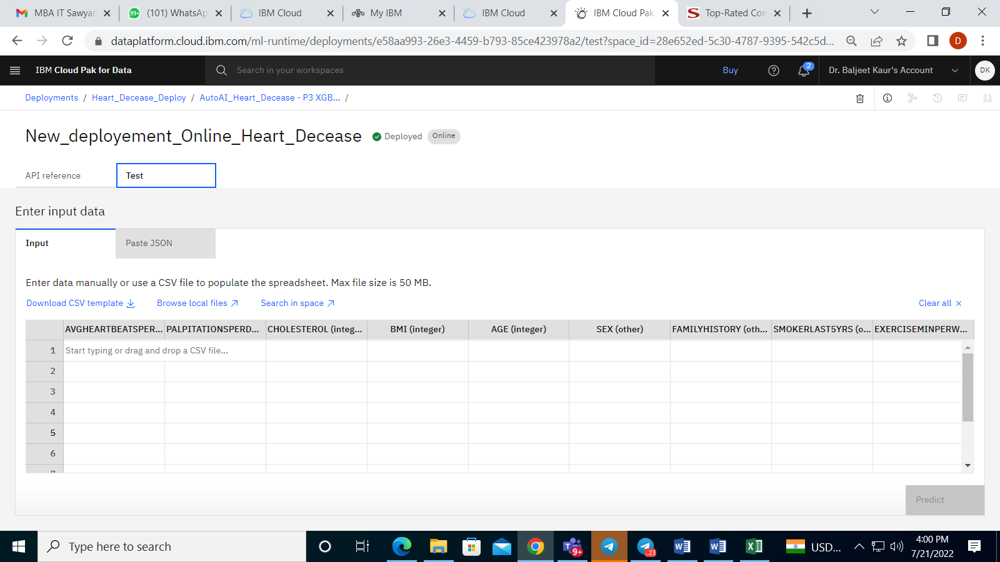 MBA IT Sawyan
(101) WhatsAp
IBM Cloud
My IBM
IBM Cloud
IBM Cloud Pak
Top-Rated Con
dataplatform.cloud.ibm.com/ml-runtime/deployments/e58aa993-26e3-4459-b793-85ce423978a2/test?space_id=28e652ed-5c30-4787-9395-542c5d...
D
IBM Cloud Pak for Data
Search in your workspaces
Buy
2
Dr. Baljeet Kaur's Account
DK
Deployments / Heart_Decease_Deploy / AutoAI_Heart_Decease - P3 XGB... /
New_deployement_Online_Heart_Decease
Deployed
Online
API reference
Test
Enter input data
Input
Paste JSON
Enter data manually or use a CSV file to populate the spreadsheet. Max file size is 50 MB.
Download CSV template
Browse local files
Search in space
Clear all
AVGHEARTBEATSPER... PALPITATIONSPERD... CHOLESTEROL (integ... BMI (integer) AGE (integer) SEX (other) FAMILYHISTORY (oth... SMOKERLAST5YRS (o... EXERCISEMINPERW...
1 Start typing or drag and drop a CSV file...
2
3
4
5
6
Predict
Type here to search
9+
..23
USD...
4:00 PM
7/21/2022